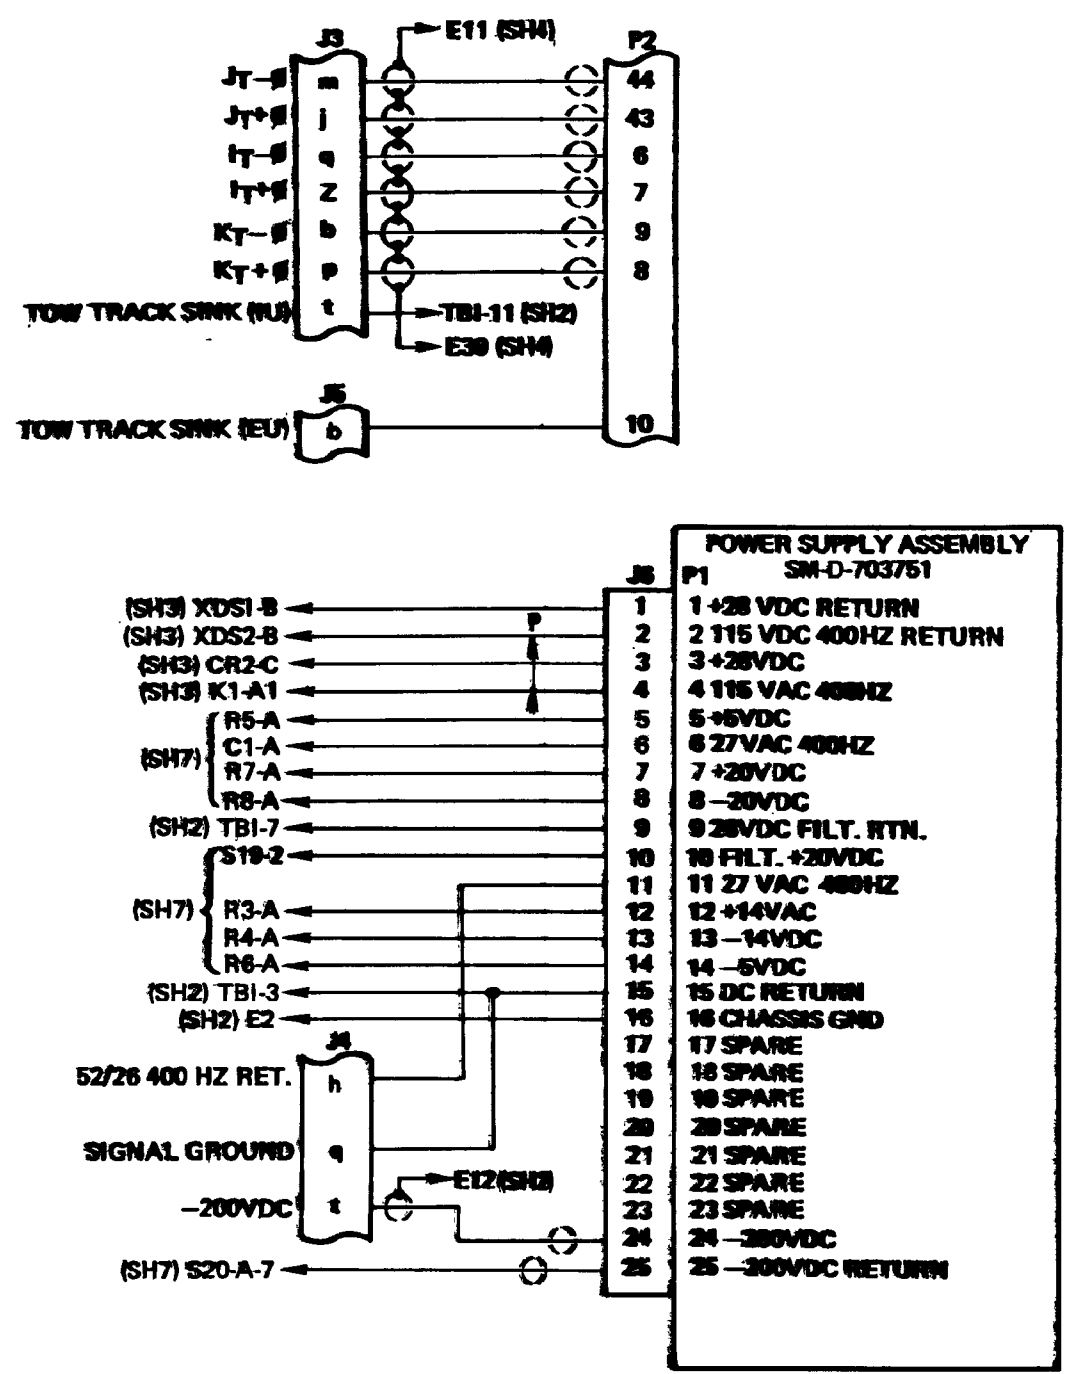 E11 (SH4)
J3
P2
JT-Ø m 44
JT+Ø j 43
IT-Ø q 6
IT+Ø Z 7
KT-Ø b 9
KT+Ø p 8
TOW TRACK SINK (IU) t TBI-11 (SH2)
E39 (SH4)
J5
TOW TRACK SINK (EU) b 10
POWER SUPPLY ASSEMBLY
SM-D-703751
J6 P1
(SH3) XDS1-B 1 1 +28 VDC RETURN
P
(SH3) XDS2-B 2 2 115 VDC 400HZ RETURN
(SH3) CR2-C 3 3 +28VDC
(SH3) K1-A1 4 4 115 VAC 400HZ
R5-A 5 5 +5VDC
C1-A 6 6 27VAC 400HZ
(SH7)
R7-A 7 7 +20VDC
R8-A 8 8 -20VDC
(SH2) TBI-7 9 9 28VDC FILT. RTN.
S19-2 10 10 FILT. +20VDC
11 11 27 VAC 400HZ
(SH7) R3-A 12 12 +14VAC
R4-A 13 13 -14VDC
R6-A 14 14 -5VDC
(SH2) TBI-3 15 15 DC RETURN
(SH2) E2 16 16 CHASSIS GND
J4
17 17 SPARE
52/26 400 HZ RET. h 18 18 SPARE
19 19 SPARE
20 20 SPARE
SIGNAL GROUND q 21 21 SPARE
E12 (SH2) 22 22 SPARE
-200VDC t 23 23 SPARE
24 24 -200VDC
(SH7) S20-A-7 25 25 -200VDC RETURN